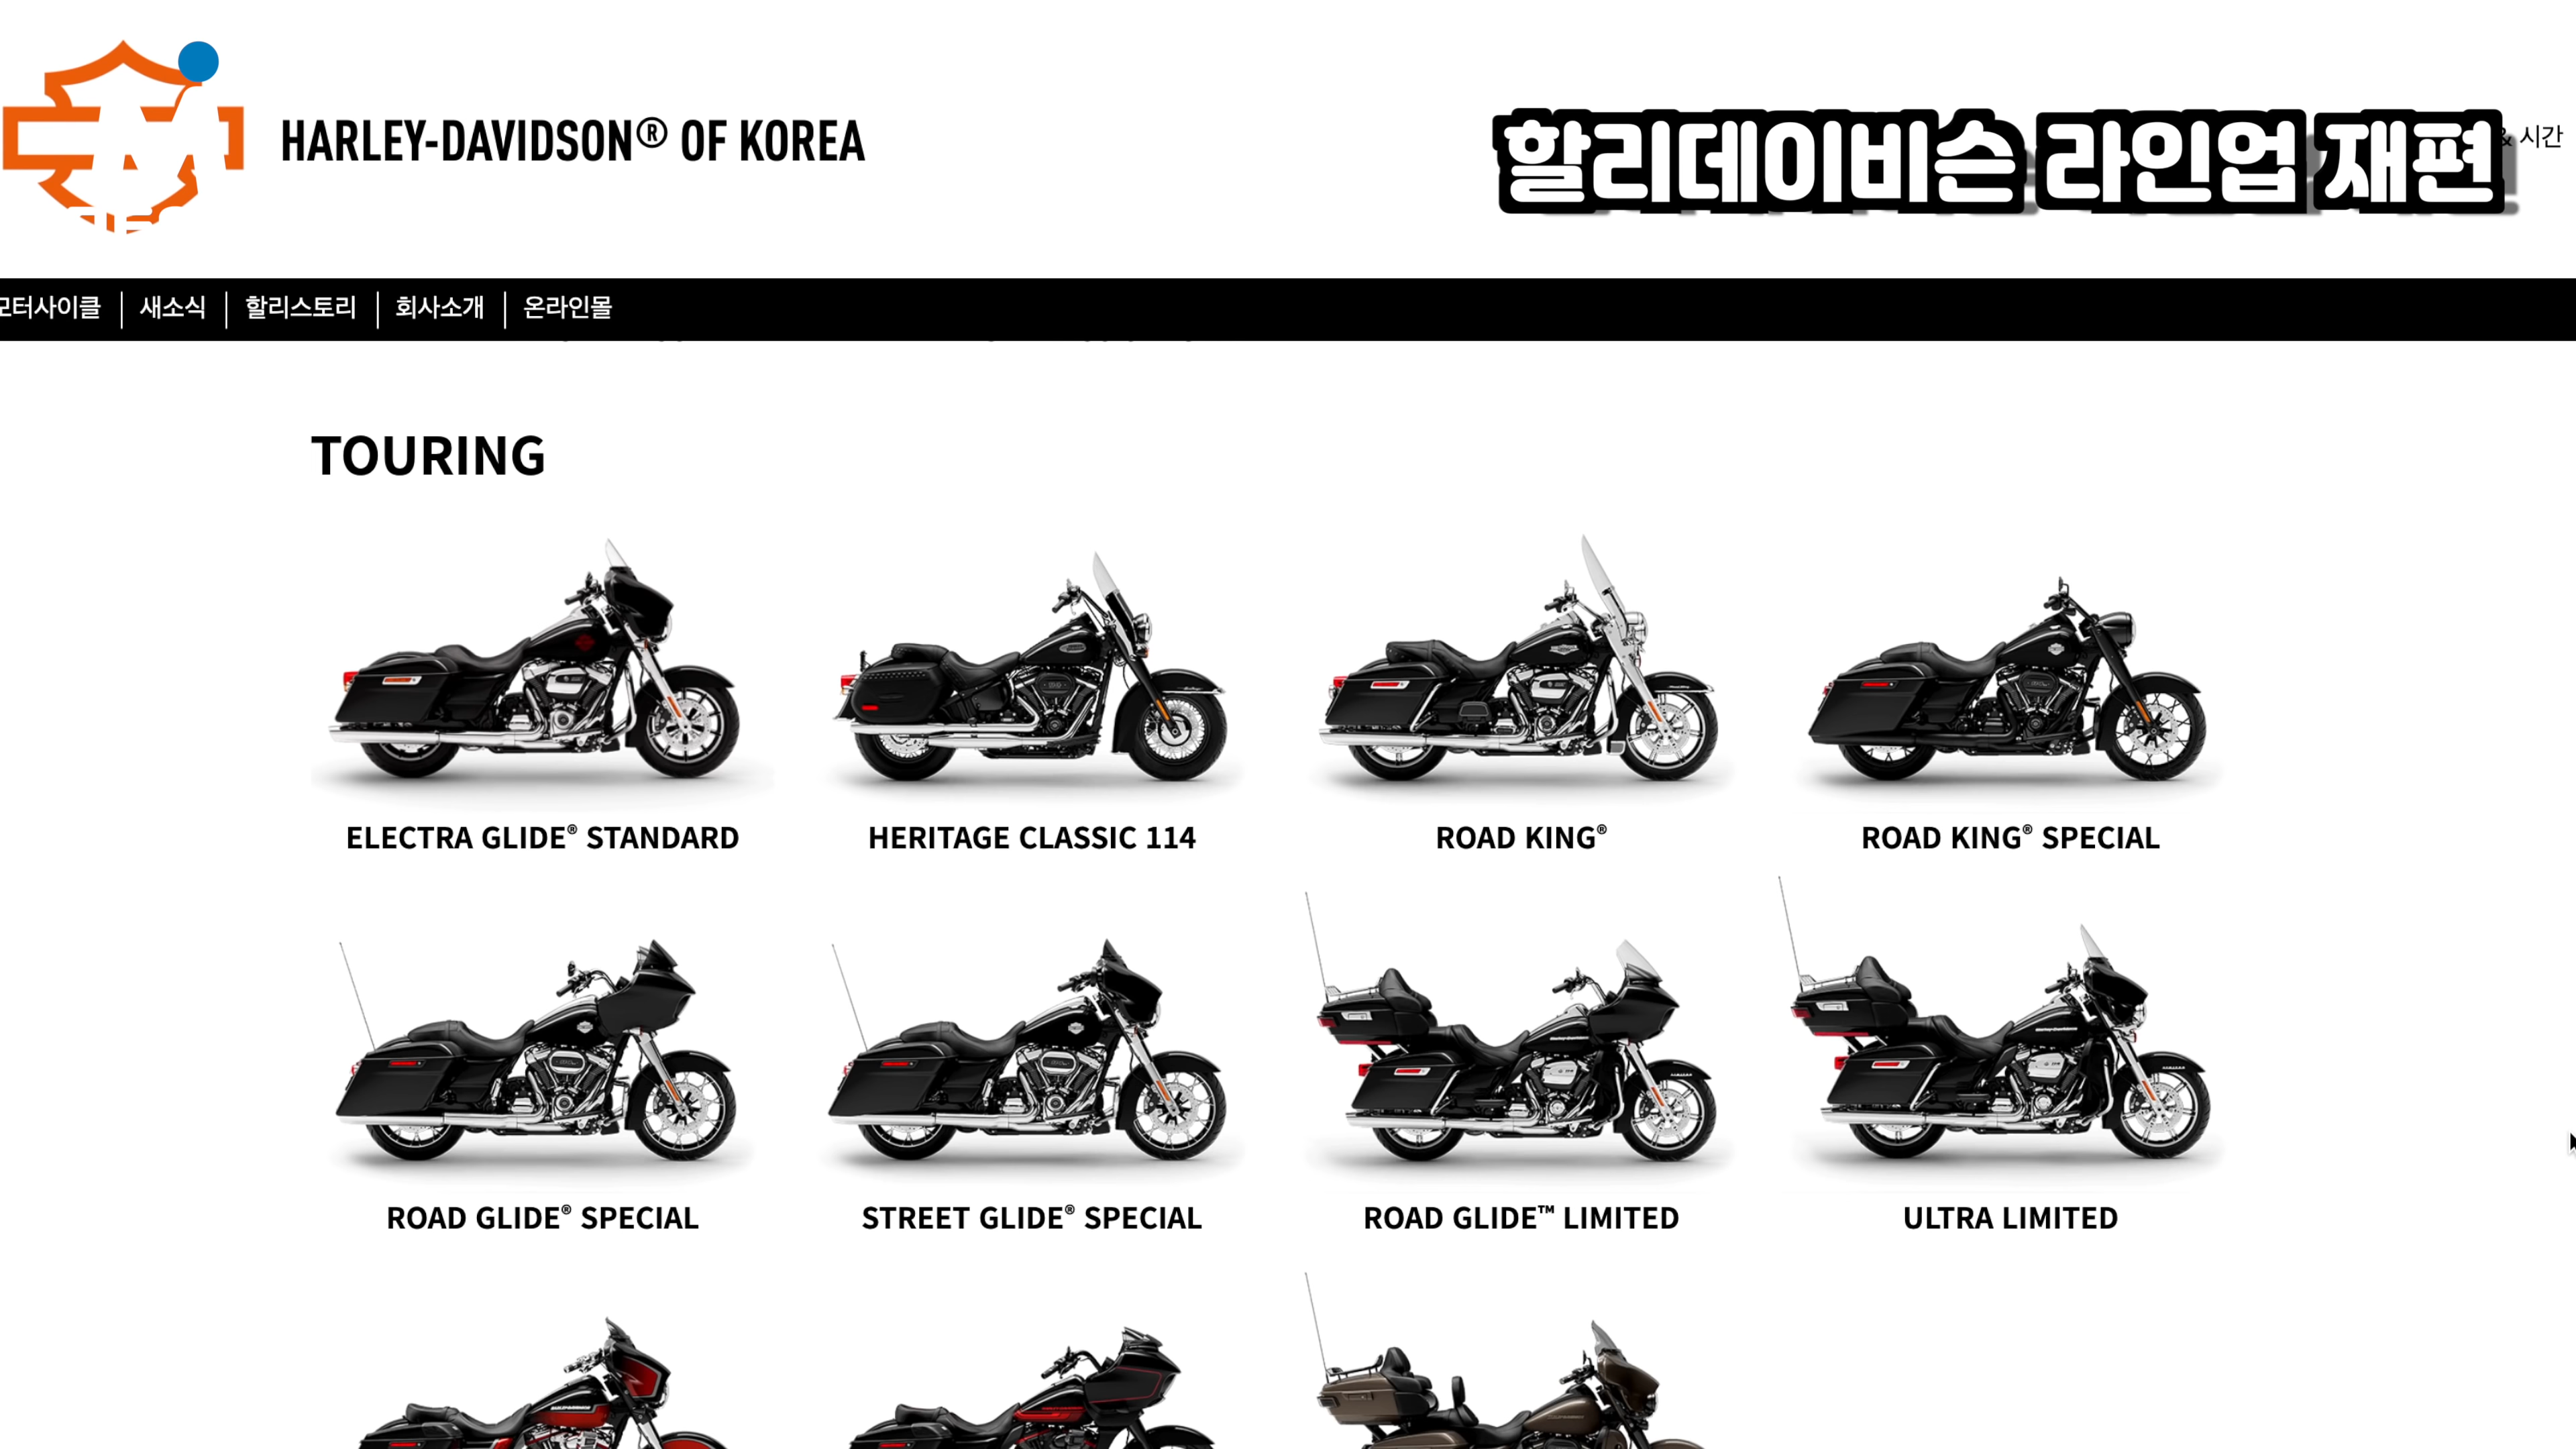 HARLEY-DAVIDSON® OF KOREA
할리데이비슨 라인업 재편
& 시간
모터사이클
새소식
할리스토리
회사소개
온라인몰
TOURING
ELECTRA GLIDE® STANDARD
HERITAGE CLASSIC 114
ROAD KING®
ROAD KING® SPECIAL
ROAD GLIDE® SPECIAL
STREET GLIDE® SPECIAL
ROAD GLIDE™ LIMITED
ULTRA LIMITED